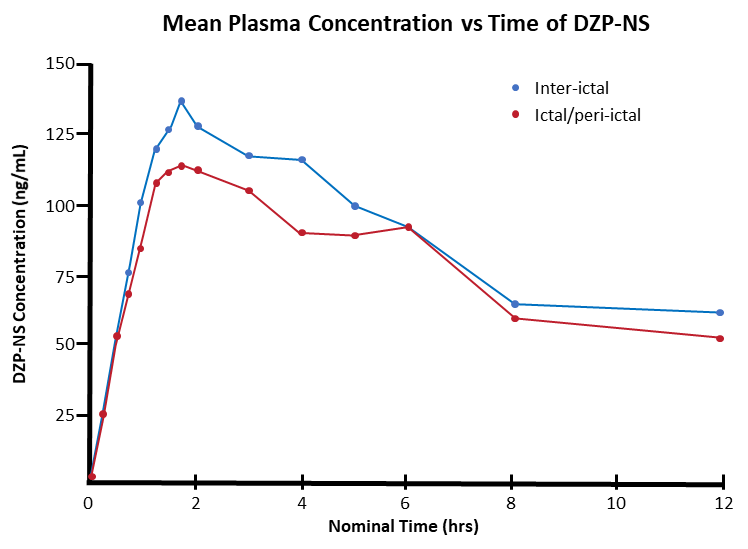 Mean Plasma Concentration vs Time of DZP-NS
Inter-ictal
Ictal/peri-ictal
DZP-NS Concentration (ng/mL)
150
125
100
75
50
25
0
2
4
6
8
10
12
Nominal Time (hrs)